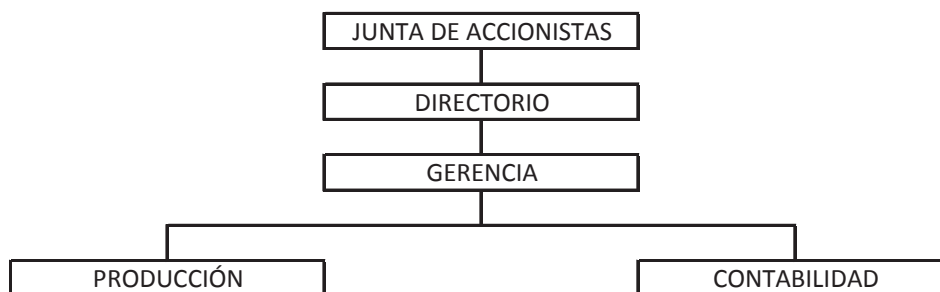 JUNTA DE ACCIONISTAS
DIRECTORIO
GERENCIA
PRODUCCIÓN
CONTABILIDAD